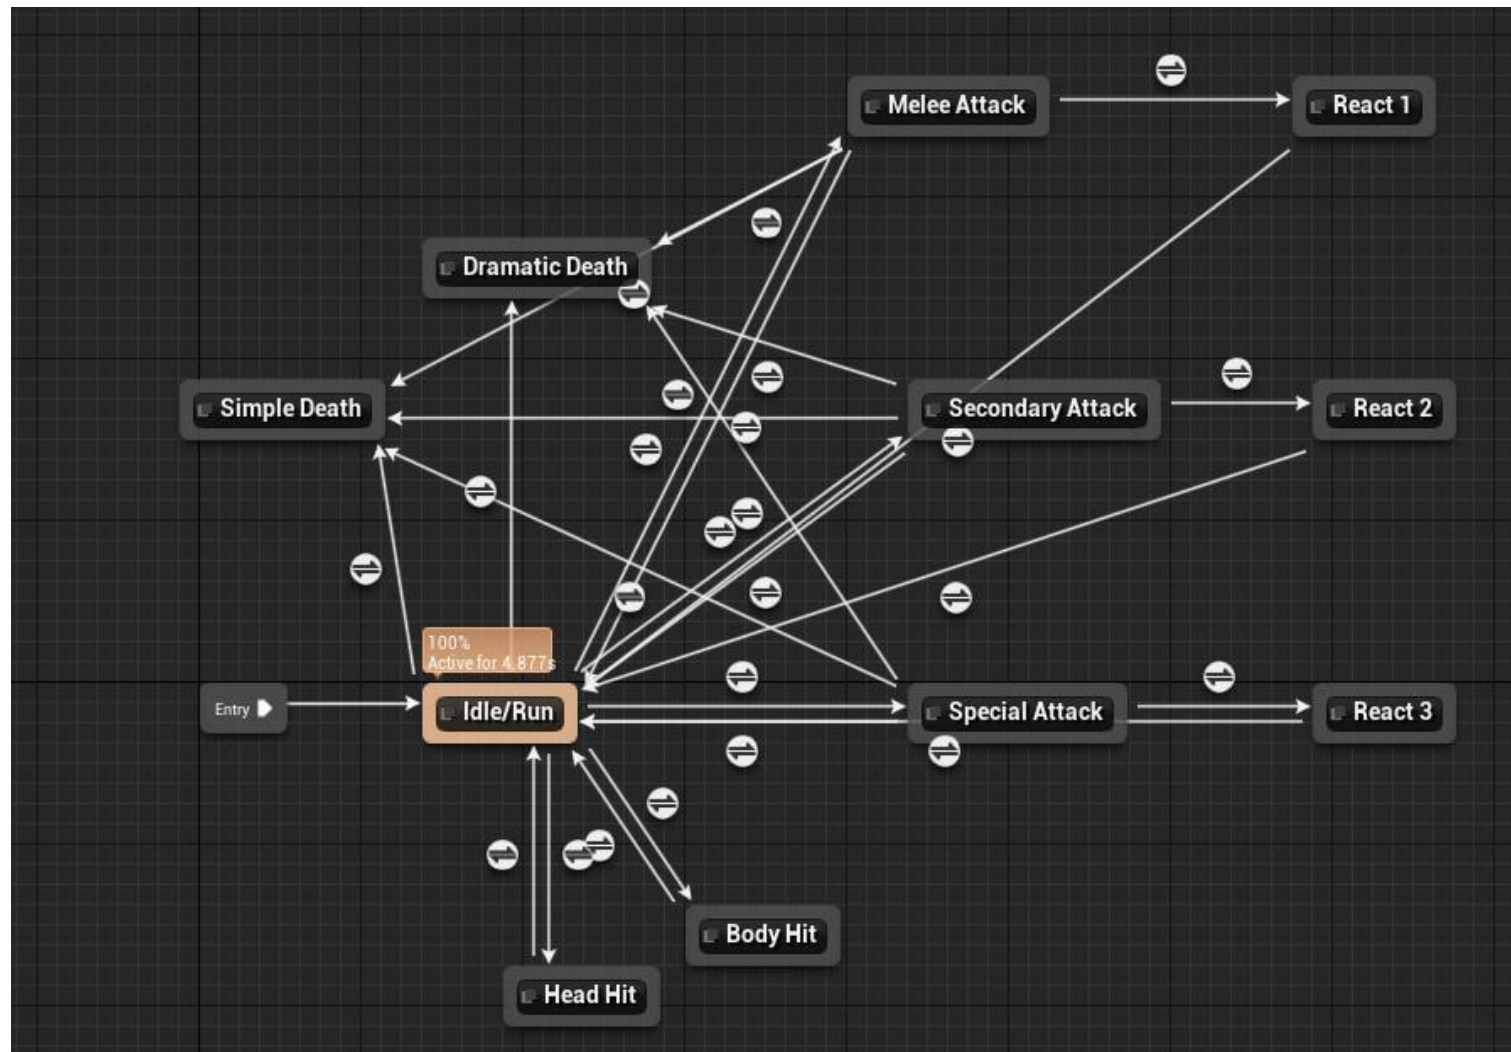 Melee Attack
React 1
Dramatic Death
Simple Death
Secondary Attack
React 2
100%
Active for 4.877s
Entry
Idle/Run
Special Attack
React 3
Body Hit
Head Hit